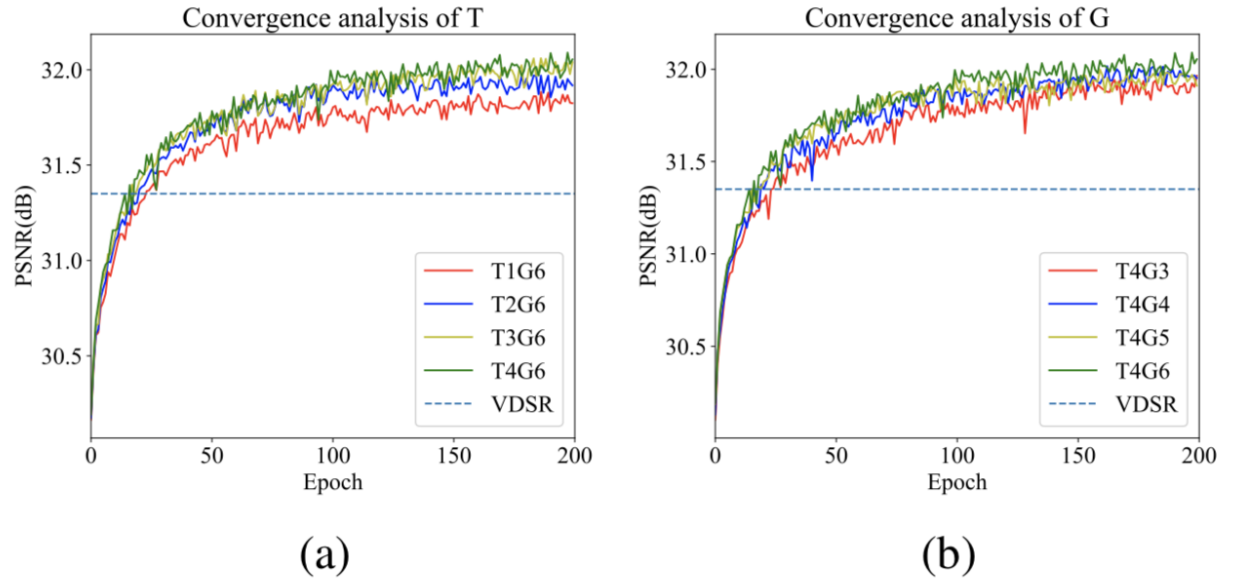 Convergence analysis of T
PSNR(dB)
32.0
31.5
31.0
30.5
0 50 100 150 200
Epoch
T1G6
T2G6
T3G6
T4G6
VDSR
(a)
Convergence analysis of G
PSNR(dB)
32.0
31.5
31.0
30.5
0 50 100 150 200
Epoch
T4G3
T4G4
T4G5
T4G6
VDSR
(b)